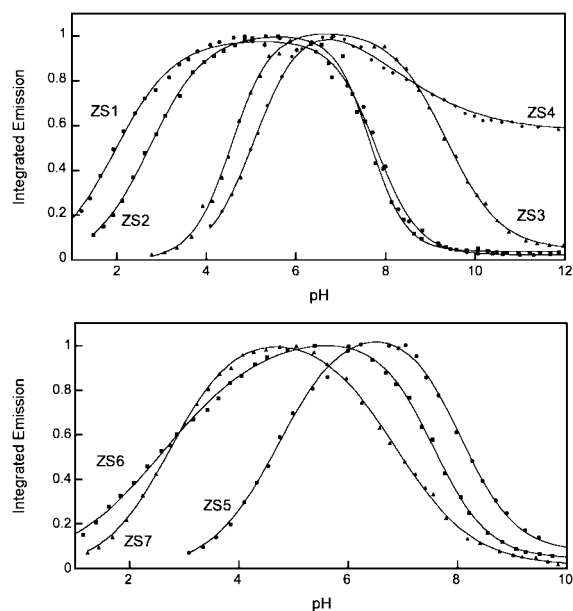 Integrated Emission
1
0.8
0.6
0.4
0.2
0
ZS1
ZS2
ZS4
ZS3
2
4
6
8
10
12
pH
Integrated Emission
1
0.8
0.6
0.4
0.2
0
ZS6
ZS7
ZS5
2
4
6
8
10
pH